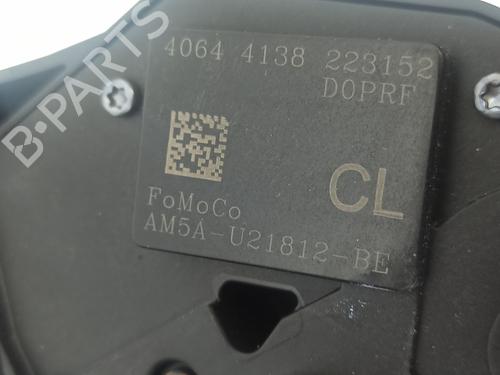 4064 4138 223152
D0PRF
CL
FoMoCo
AM5A-U21812-BE
B-PARTS